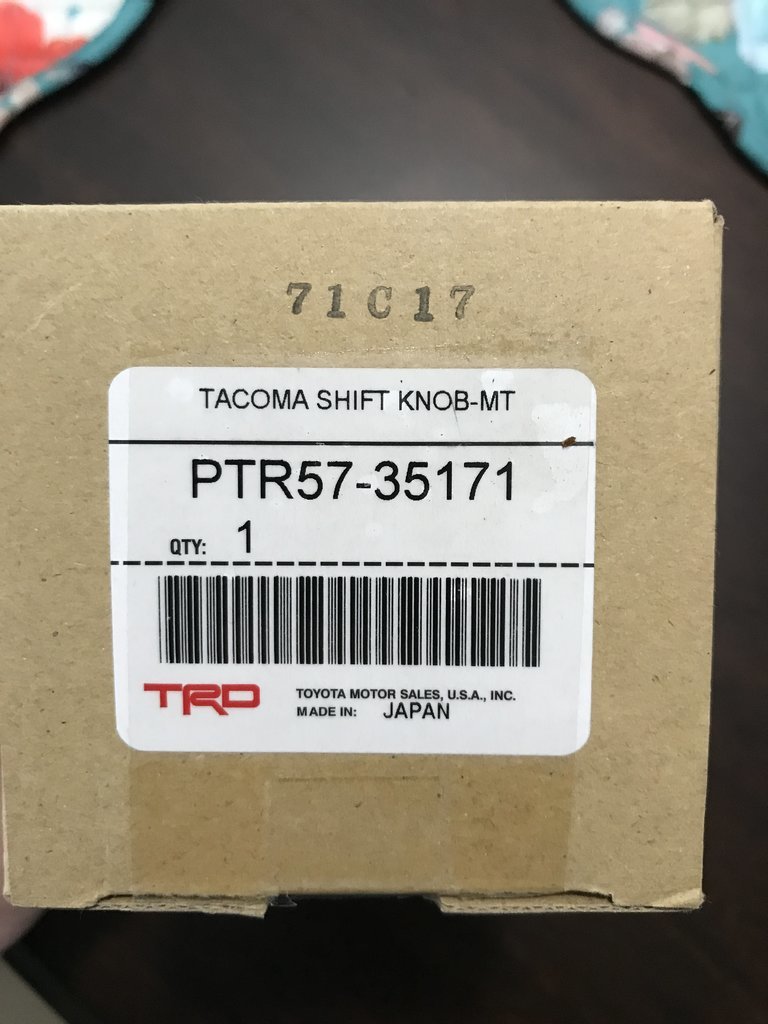 71C17
TACOMA SHIFT KNOB-MT
PTR57-35171
QTY: 1
TRD
TOYOTA MOTOR SALES, U.S.A., INC.
MADE IN: JAPAN